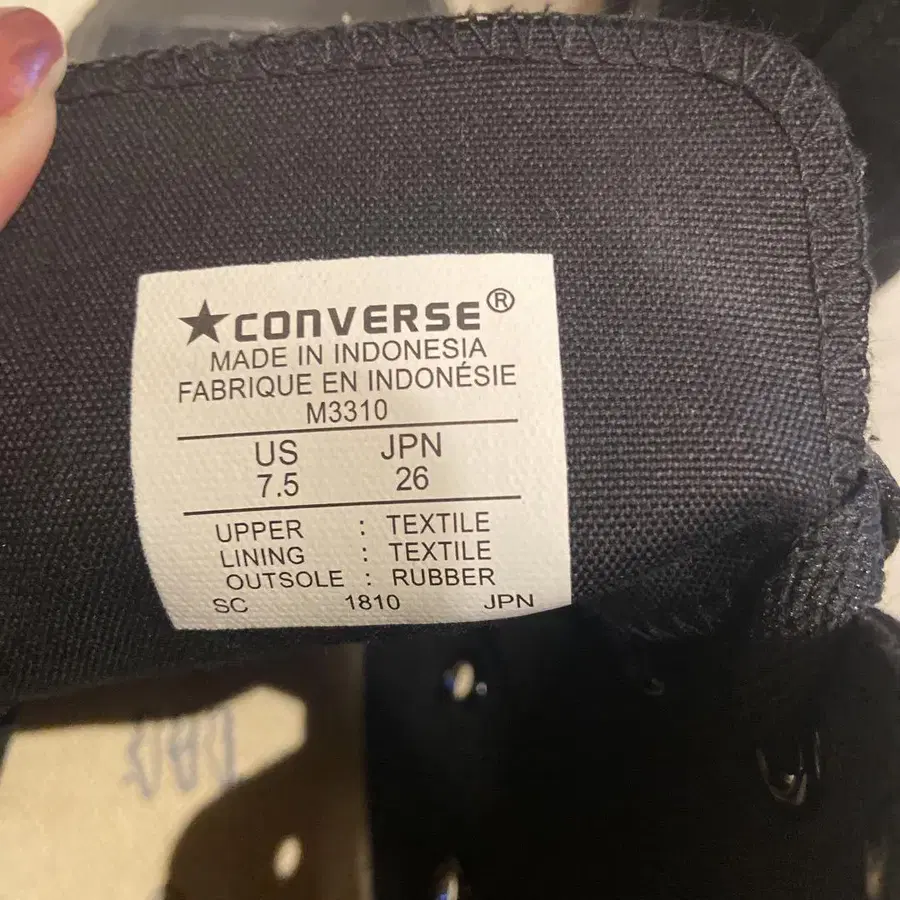 ★CONVERSE®
MADE IN INDONESIA
FABRIQUE EN INDONÉSIE
M3310
US JPN
7.5 26
UPPER : TEXTILE
LINING : TEXTILE
OUTSOLE : RUBBER
SC 1810 JPN